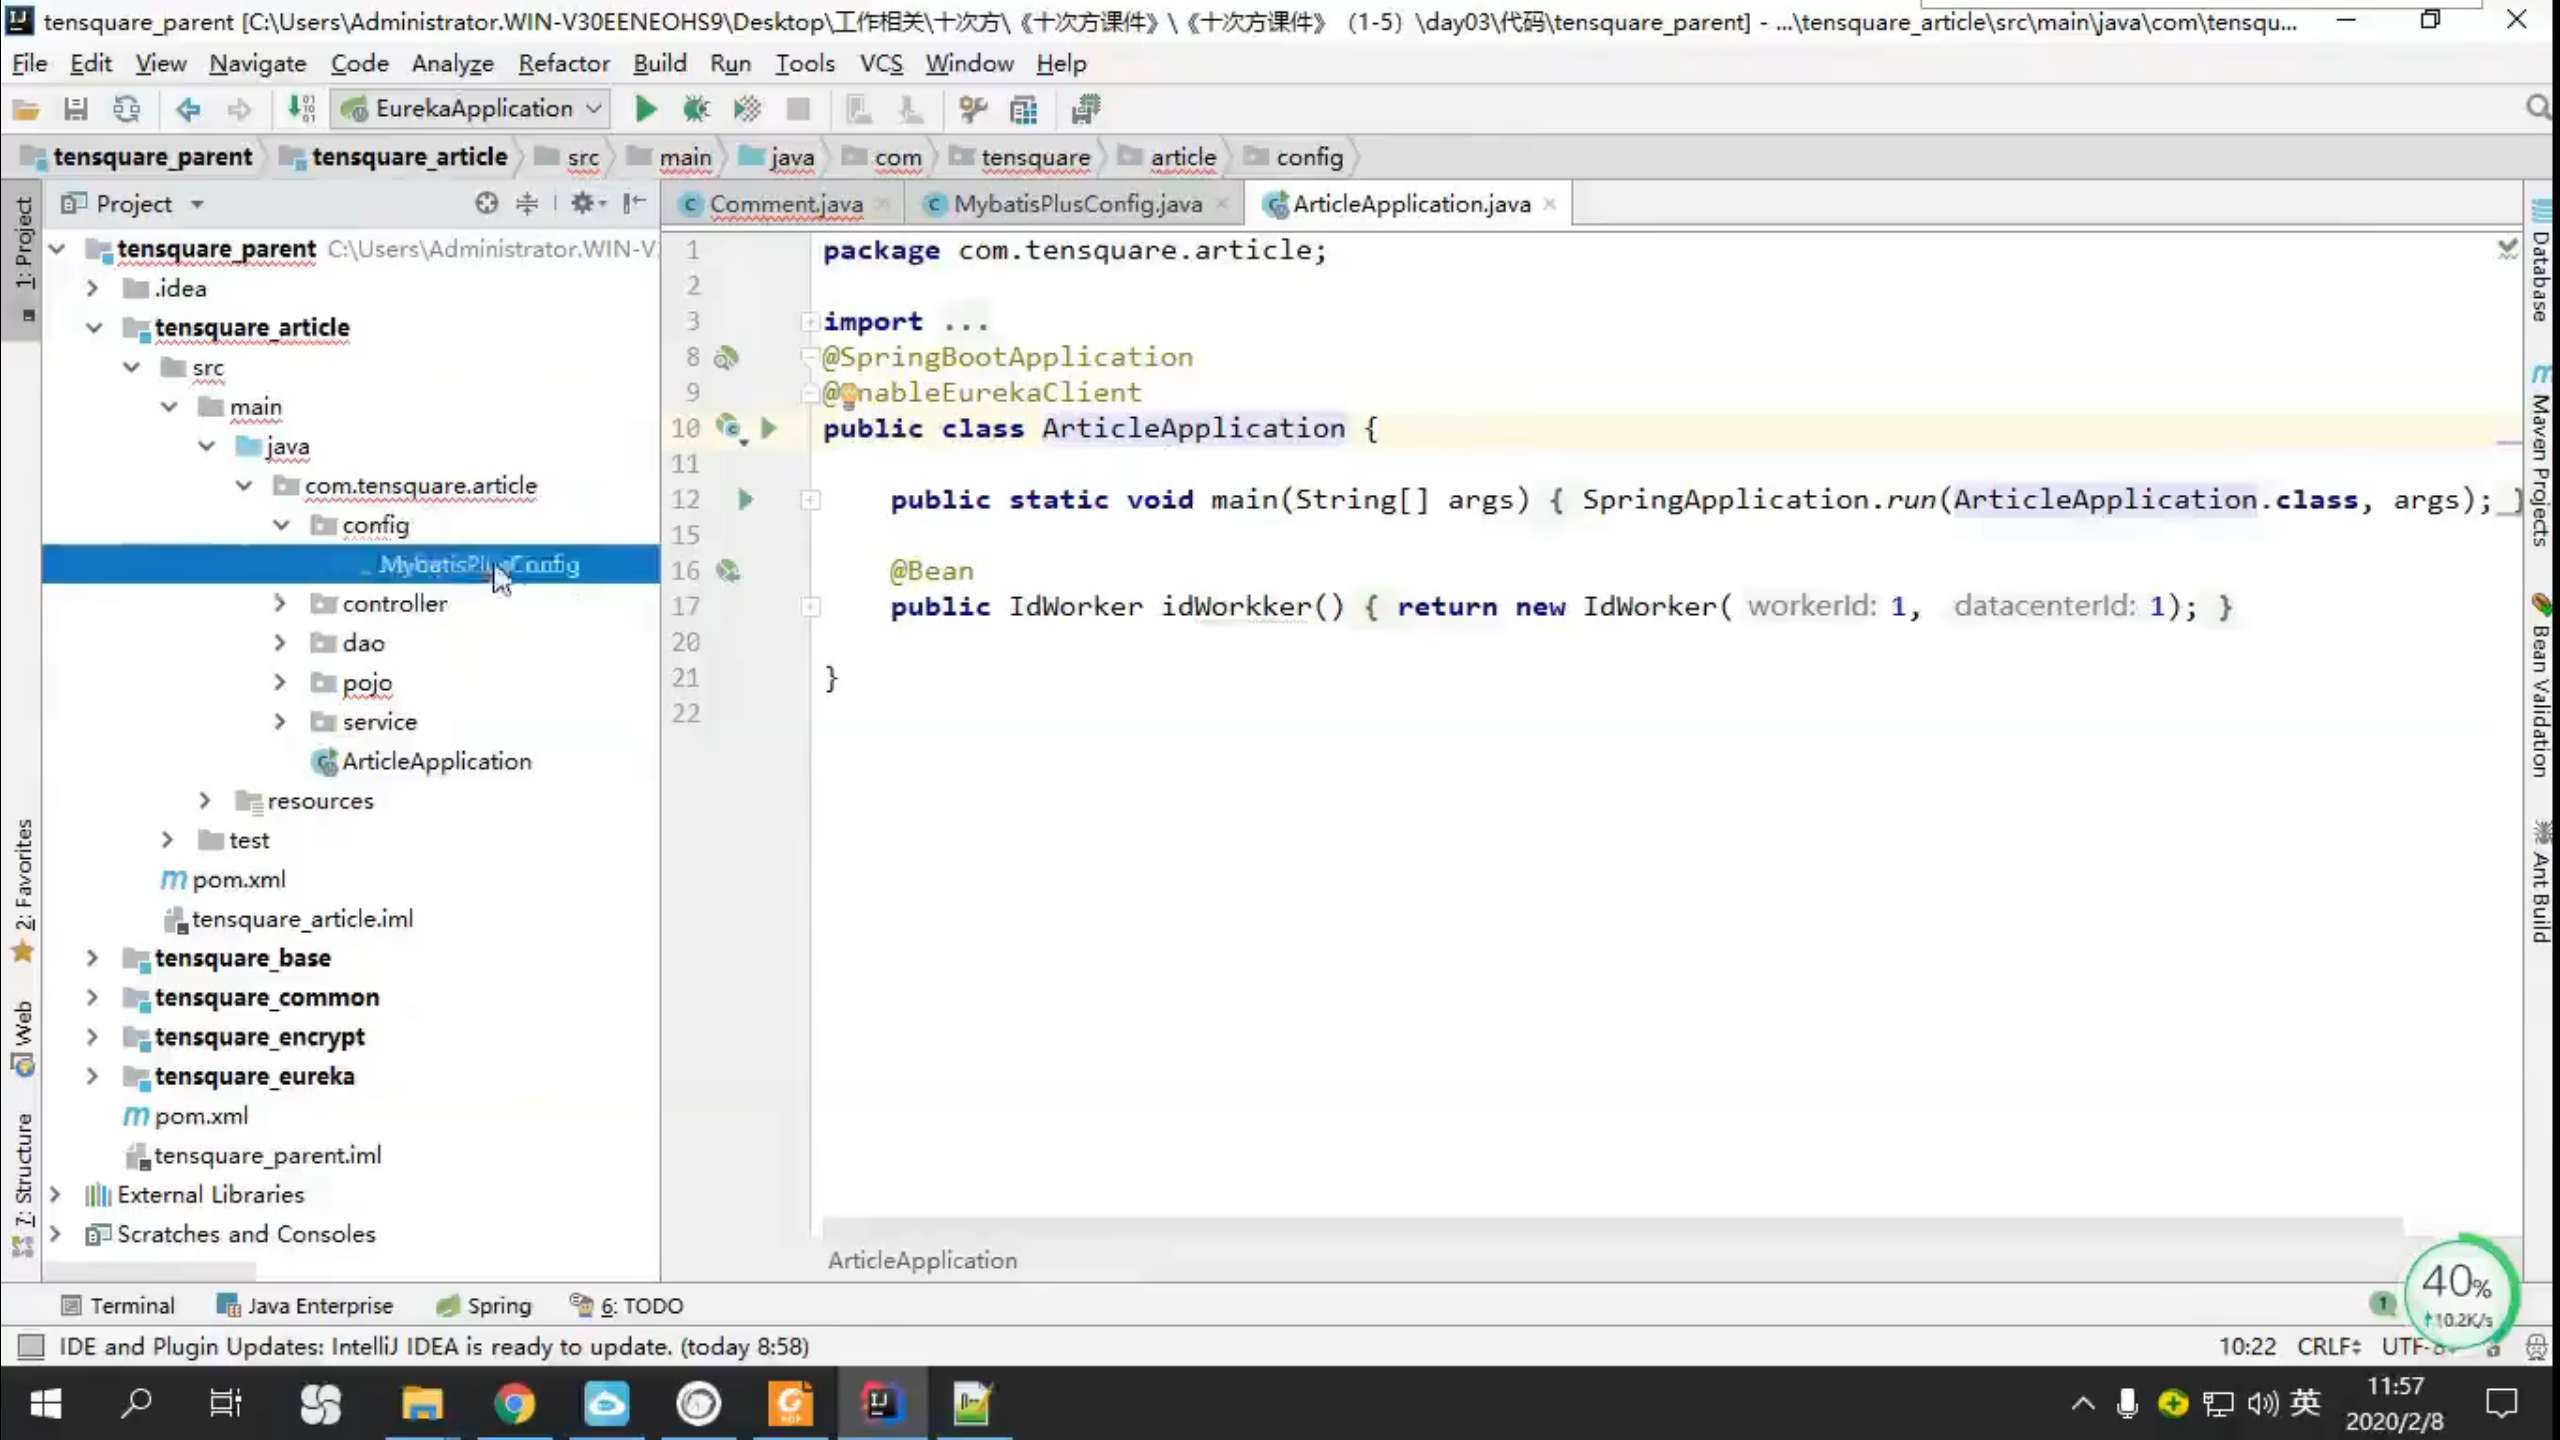 tensquare_parent [C:\Users\Administrator.WIN-V30EENEOHS9\Desktop\工作相关\十次方\《十次方课件》\《十次方课件》（1-5）\day03\代码\tensquare_parent] - ...\tensquare_article\src\main\java\com\tensqu...
File Edit View Navigate Code Analyze Refactor Build Run Tools VCS Window Help
EurekaApplication
tensquare_parent tensquare_article src main java com tensquare article config
Project
Comment.java MybatisPlusConfig.java ArticleApplication.java
1: Project
2: Favorites
Web
7: Structure
tensquare_parent C:\Users\Administrator.WIN-V
.idea
tensquare_article
src
main
java
com.tensquare.article
config
MybatisPlusConfig
controller
dao
pojo
service
ArticleApplication
resources
test
pom.xml
tensquare_article.iml
tensquare_base
tensquare_common
tensquare_encrypt
tensquare_eureka
pom.xml
tensquare_parent.iml
External Libraries
Scratches and Consoles
1 package com.tensquare.article;
2
3 import ...
8 @SpringBootApplication
9 @nableEurekaClient
10 public class ArticleApplication {
11
12 public static void main(String[] args) { SpringApplication.run(ArticleApplication.class, args); }
15
16 @Bean
17 public IdWorker idWorkker() { return new IdWorker( workerId: 1, datacenterId: 1); }
20
21 }
22
ArticleApplication
Database
Maven Projects
Bean Validation
Ant Build
Terminal Java Enterprise Spring 6: TODO
1
40%
↑10.2K/s
IDE and Plugin Updates: IntelliJ IDEA is ready to update. (today 8:58)
10:22 CRLF UTF-8
英
11:57
2020/2/8